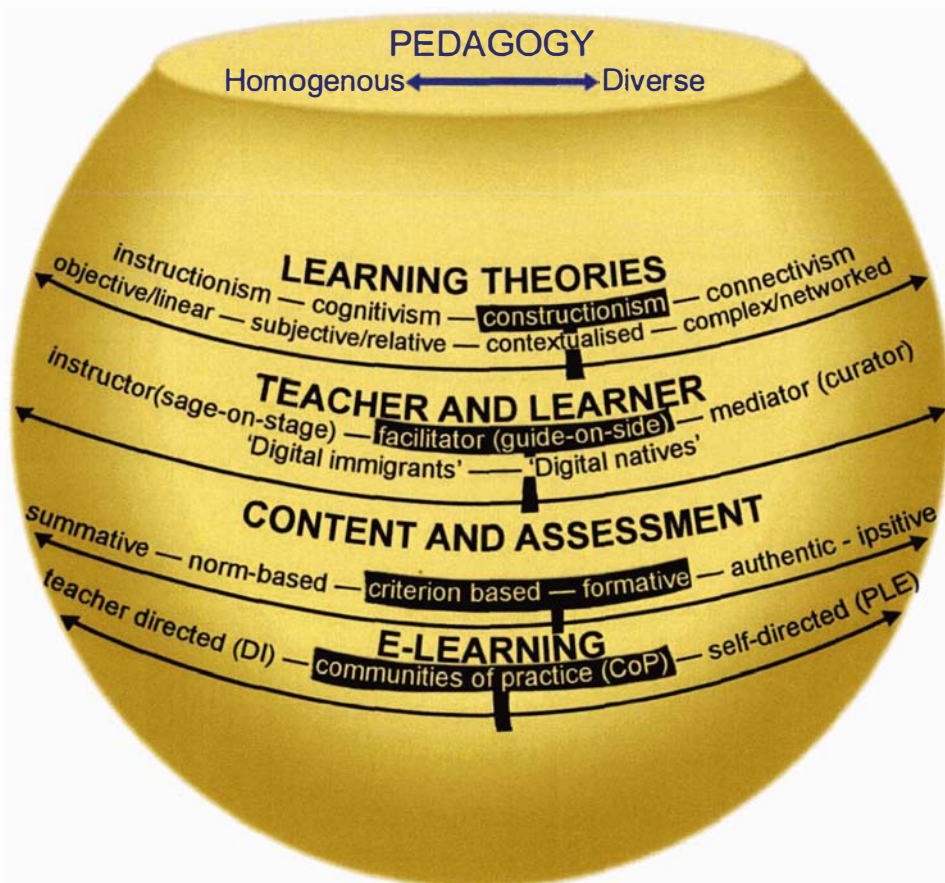 PEDAGOGY
Homogenous Diverse
LEARNING THEORIES
instructionism — cognitivism — constructionism — connectivism
objective/linear — subjective/relative — contextualised — complex/networked
TEACHER AND LEARNER
instructor(sage-on-stage) — facilitator (guide-on-side) — mediator (curator)
'Digital immigrants' — 'Digital natives'
CONTENT AND ASSESSMENT
summative — norm-based — criterion based — formative — authentic - ipsitive
E-LEARNING
teacher directed (DI) — communities of practice (CoP) — self-directed (PLE)